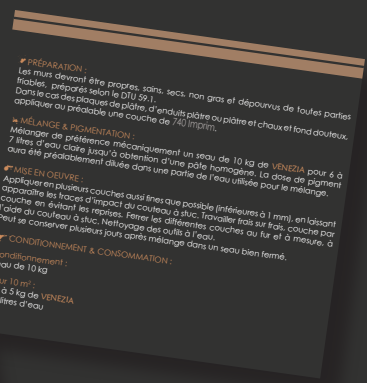 PRÉPARATION :
Les murs devront être propres, sains, secs, non gras et dépourvus de toutes parties
friables, préparés selon le DTU 59.1.
Dans le cas des plaques de plâtre, d'enduits plâtre ou plâtre et chaux et fond douteux,
appliquer au préalable une couche de 740 Imprim.
MÉLANGE & PIGMENTATION :
Mélanger de préférence mécaniquement un seau de 10 kg de VENEZIA pour 6 à
7 litres d'eau claire jusqu'à obtention d'une pâte homogène. La dose de pigment
aura été préalablement diluée dans une partie de l'eau utilisée pour le mélange.
MISE EN OEUVRE :
Appliquer en plusieurs couches aussi fines que possible (inférieures à 1 mm), en laissant
apparaître les traces d'impact du couteau à stuc. Travailler frais sur frais, couche par
couche en évitant les reprises. Ferrer les différentes couches au fur et à mesure, à
l'aide du couteau à stuc. Nettoyage des outils à l'eau.
Peut se conserver plusieurs jours après mélange dans un seau bien fermé.
CONDITIONNEMENT & CONSOMMATION :
onditionnement :
eau de 10 kg
ur 10 m² :
à 5 kg de VENEZIA
litres d'eau